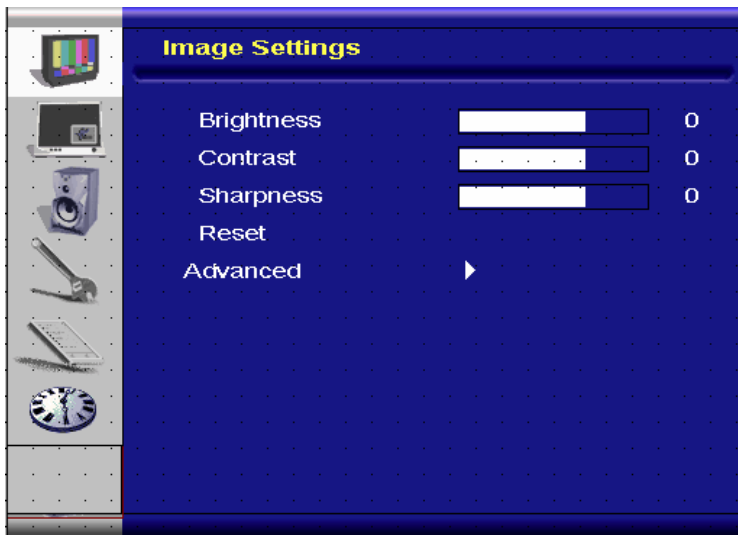 Image Settings
Brightness 0
Contrast 0
Sharpness 0
Reset
Advanced